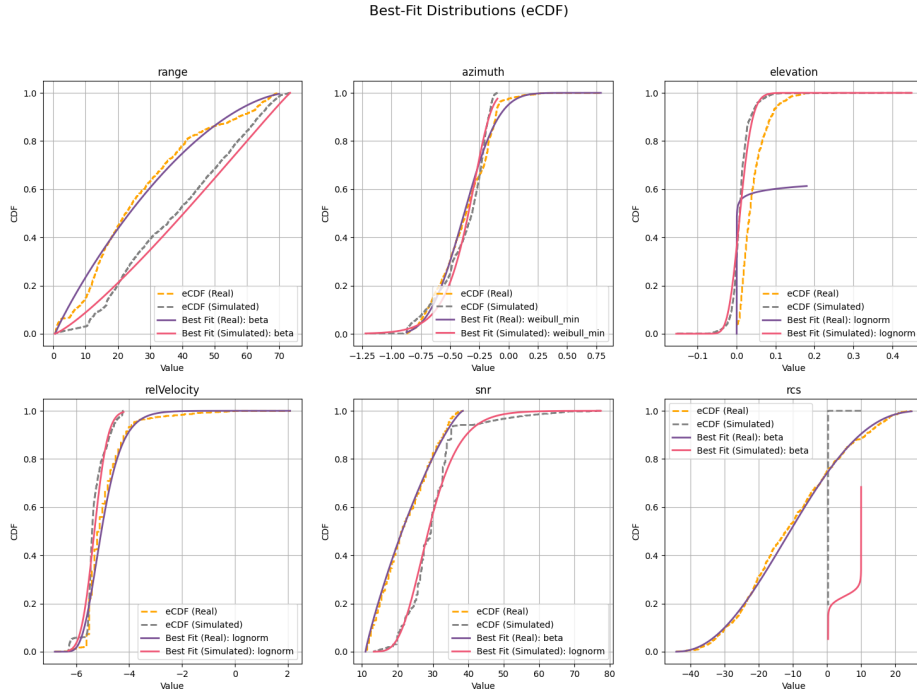 Best-Fit Distributions (eCDF)
range
CDF
1.0
0.8
0.6
0.4
0.2
0.0
eCDF (Real)
eCDF (Simulated)
Best Fit (Real): beta
Best Fit (Simulated): beta
0 10 20 30 40 50 60 70
Value
azimuth
CDF
1.0
0.8
0.6
0.4
0.2
0.0
eCDF (Real)
eCDF (Simulated)
Best Fit (Real): weibull_min
Best Fit (Simulated): weibull_min
−1.25 −1.00 −0.75 −0.50 −0.25 0.00 0.25 0.50 0.75
Value
elevation
CDF
1.0
0.8
0.6
0.4
0.2
0.0
eCDF (Real)
eCDF (Simulated)
Best Fit (Real): lognorm
Best Fit (Simulated): lognorm
−0.1 0.0 0.1 0.2 0.3 0.4
Value
relVelocity
CDF
1.0
0.8
0.6
0.4
0.2
0.0
eCDF (Real)
eCDF (Simulated)
Best Fit (Real): lognorm
Best Fit (Simulated): lognorm
−6 −4 −2 0 2
Value
snr
CDF
1.0
0.8
0.6
0.4
0.2
0.0
eCDF (Real)
eCDF (Simulated)
Best Fit (Real): beta
Best Fit (Simulated): lognorm
10 20 30 40 50 60 70 80
Value
rcs
CDF
1.0
0.8
0.6
0.4
0.2
0.0
eCDF (Real)
eCDF (Simulated)
Best Fit (Real): beta
Best Fit (Simulated): beta
−40 −30 −20 −10 0 10 20
Value